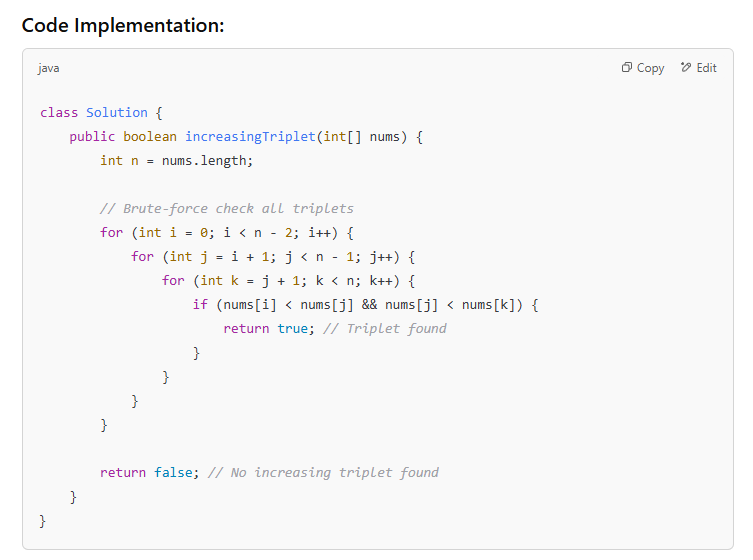 Code Implementation:
java Copy Edit
class Solution {
    public boolean increasingTriplet(int[] nums) {
        int n = nums.length;
        // Brute-force check all triplets
        for (int i = 0; i < n - 2; i++) {
            for (int j = i + 1; j < n - 1; j++) {
                for (int k = j + 1; k < n; k++) {
                    if (nums[i] < nums[j] && nums[j] < nums[k]) {
                        return true; // Triplet found
                    }
                }
            }
        }
        return false; // No increasing triplet found
    }
}